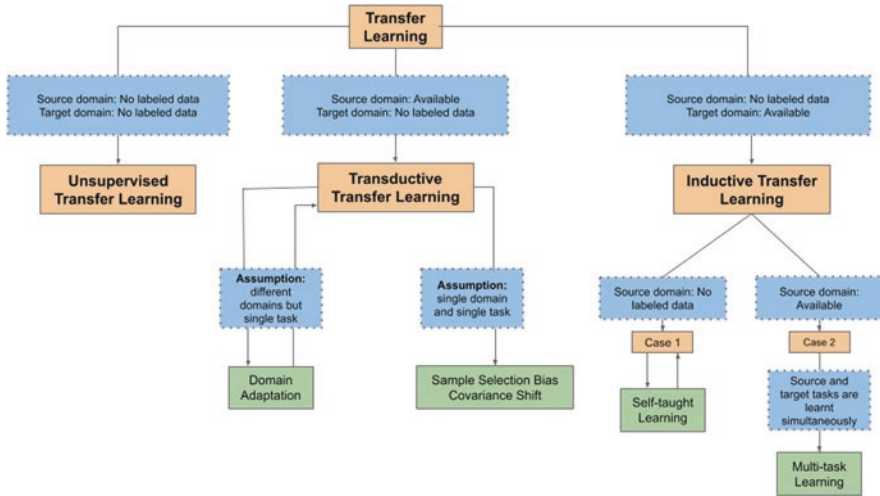 Transfer
Learning
Source domain: No labeled data
Target domain: No labeled data
Source domain: Available
Target domain: No labeled data
Source domain: No labeled data
Target domain: Available
Unsupervised
Transfer Learning
Transductive
Transfer Learning
Inductive Transfer
Learning
Assumption:
different
domains but
single task
Assumption:
single domain
and single task
Source domain: No
labeled data
Source domain:
Available
Case 1
Case 2
Domain
Adaptation
Sample Selection Bias
Covariance Shift
Self-taught
Learning
Source and
target tasks are
learnt
simultaneously
Multi-task
Learning